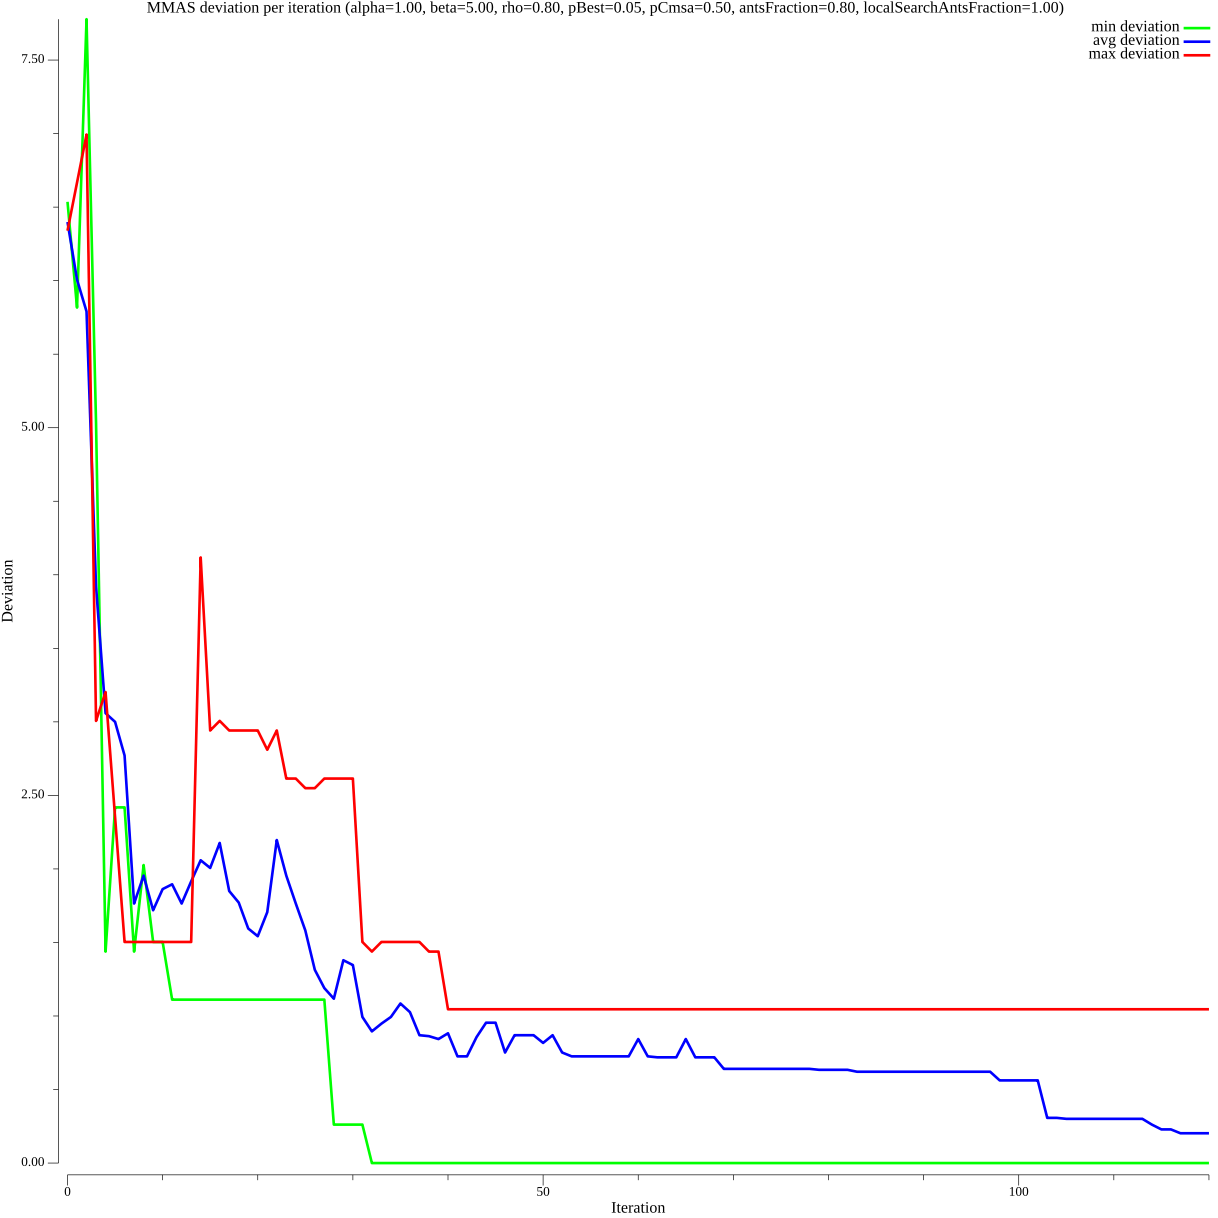 MMAS deviation per iteration (alpha=1.00, beta=5.00, rho=0.80, pBest=0.05, pCmsa=0.50, antsFraction=0.80, localSearchAntsFraction=1.00)
min deviation
avg deviation
max deviation
7.50
5.00
2.50
0.00
Deviation
0 50 100
Iteration